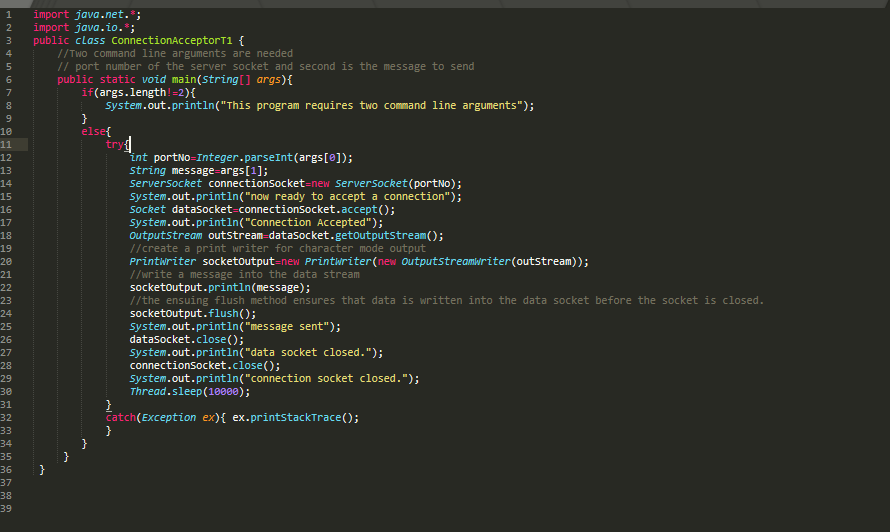 1 import java.net.*;
2 import java.io.*;
3 public class ConnectionAcceptorT1 {
4 //Two command line arguments are needed
5 // port number of the server socket and second is the message to send
6 public static void main(String[] args){
7 if(args.length!=2){
8 System.out.println("This program requires two command line arguments");
9 }
10 else{
11 try{
12 int portNo=Integer.parseInt(args[0]);
13 String message=args[1];
14 ServerSocket connectionSocket=new ServerSocket(portNo);
15 System.out.println("now ready to accept a connection");
16 Socket dataSocket=connectionSocket.accept();
17 System.out.println("Connection Accepted");
18 OutputStream outStream=dataSocket.getOutputStream();
19 //create a print writer for character mode output
20 PrintWriter socketOutput=new PrintWriter(new OutputStreamWriter(outStream));
21 //write a message into the data stream
22 socketOutput.println(message);
23 //the ensuing flush method ensures that data is written into the data socket before the socket is closed.
24 socketOutput.flush();
25 System.out.println("message sent");
26 dataSocket.close();
27 System.out.println("data socket closed.");
28 connectionSocket.close();
29 System.out.println("connection socket closed.");
30 Thread.sleep(10000);
31 }
32 catch(Exception ex){ ex.printStackTrace();
33 }
34 }
35 }
36 }
37
38
39